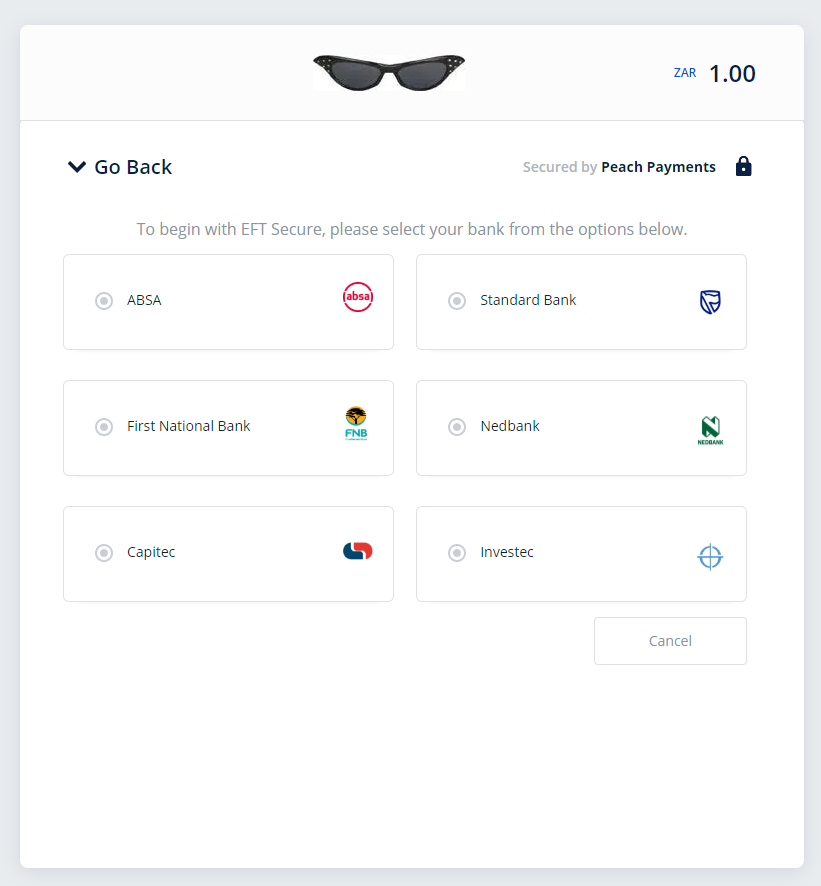 ZAR 1.00
Go Back
Secured by Peach Payments
To begin with EFT Secure, please select your bank from the options below.
ABSA
absa
Standard Bank
First National Bank
FNB
Nedbank
NEDBANK
Capitec
Investec
Cancel